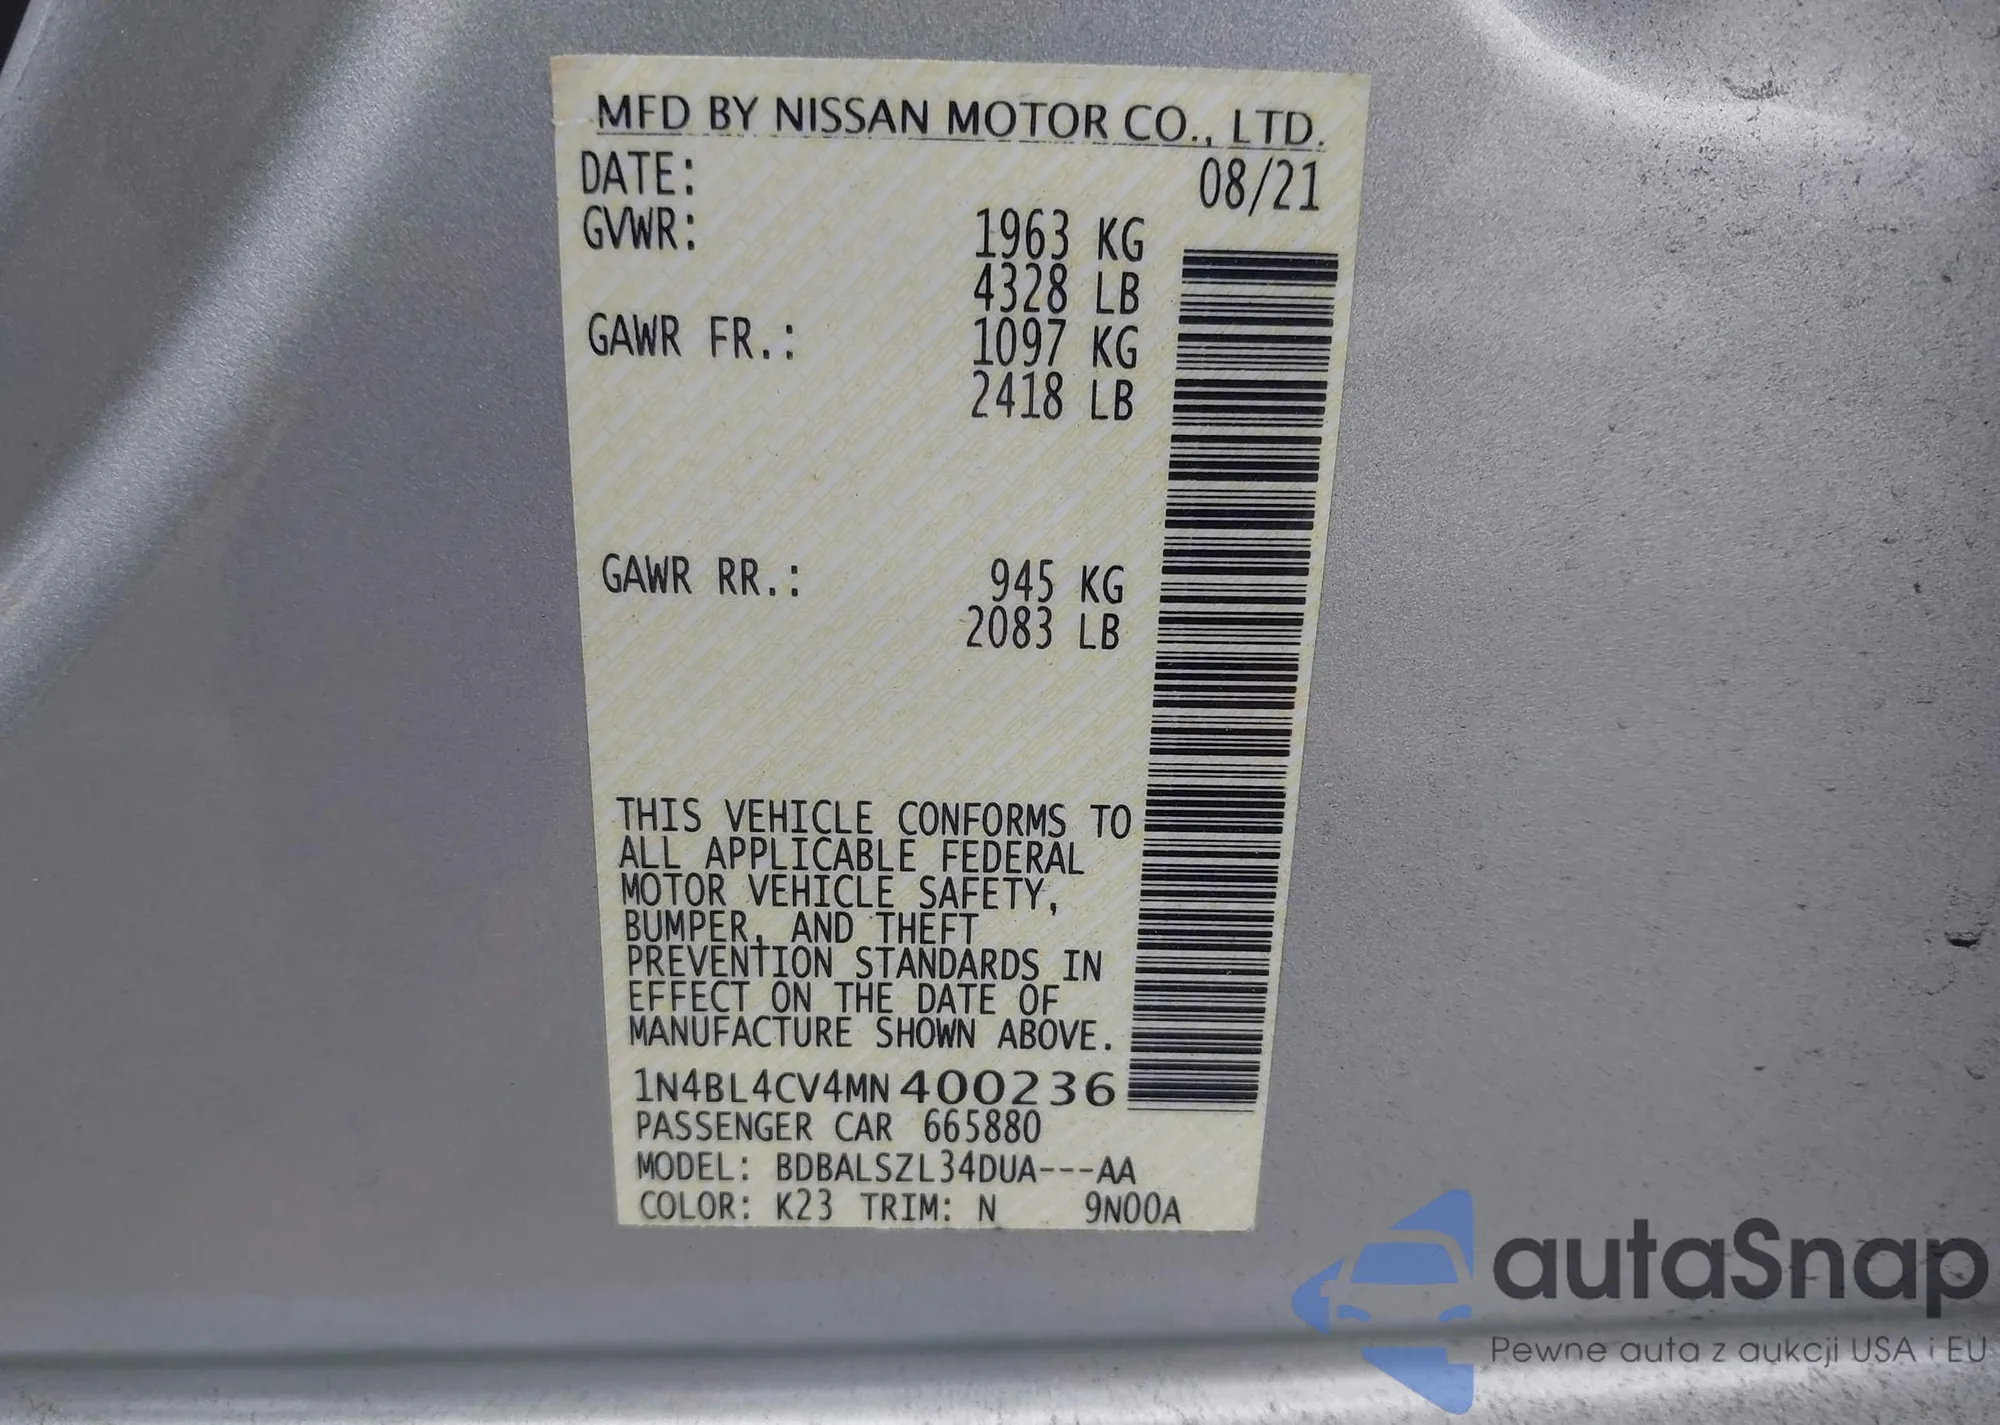 MFD BY NISSAN MOTOR CO., LTD.
DATE: 08/21
GVWR: 1963 KG
4328 LB
GAWR FR.: 1097 KG
2418 LB
GAWR RR.: 945 KG
2083 LB
THIS VEHICLE CONFORMS TO
ALL APPLICABLE FEDERAL
MOTOR VEHICLE SAFETY,
BUMPER, AND THEFT
PREVENTION STANDARDS IN
EFFECT ON THE DATE OF
MANUFACTURE SHOWN ABOVE.
1N4BL4CV4MN400236
PASSENGER CAR 665880
MODEL: BDBALSZL34DUA---AA
COLOR: K23 TRIM: N 9N00A
autaSnap
Pewne auta z aukcji USA i EU